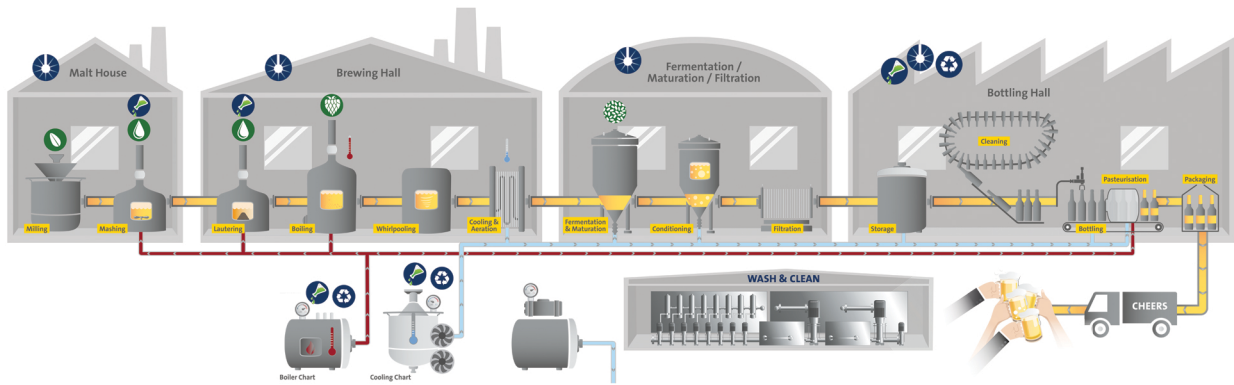 Malt House
Brewing Hall
Fermentation /
Maturation / Filtration
Bottling Hall
Cleaning
Pasteurisation
Packaging
Milling
Mashing
Lautering
Boiling
Whirlpooling
Cooling &
Aeration
Fermentation
& Maturation
Conditioning
Filtration
Storage
Bottling
WASH & CLEAN
CHEERS
Boiler Chart
Cooling Chart